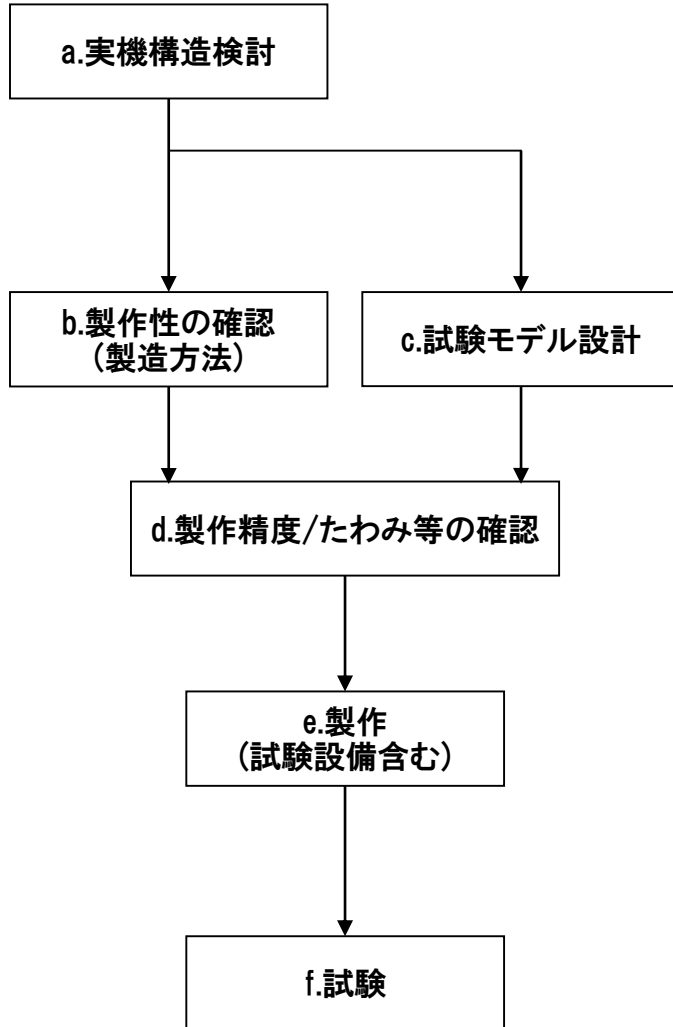 a.実機構造検討
b.製作性の確認
(製造方法)
c.試験モデル設計
d.製作精度/たわみ等の確認
e.製作
(試験設備含む)
f.試験